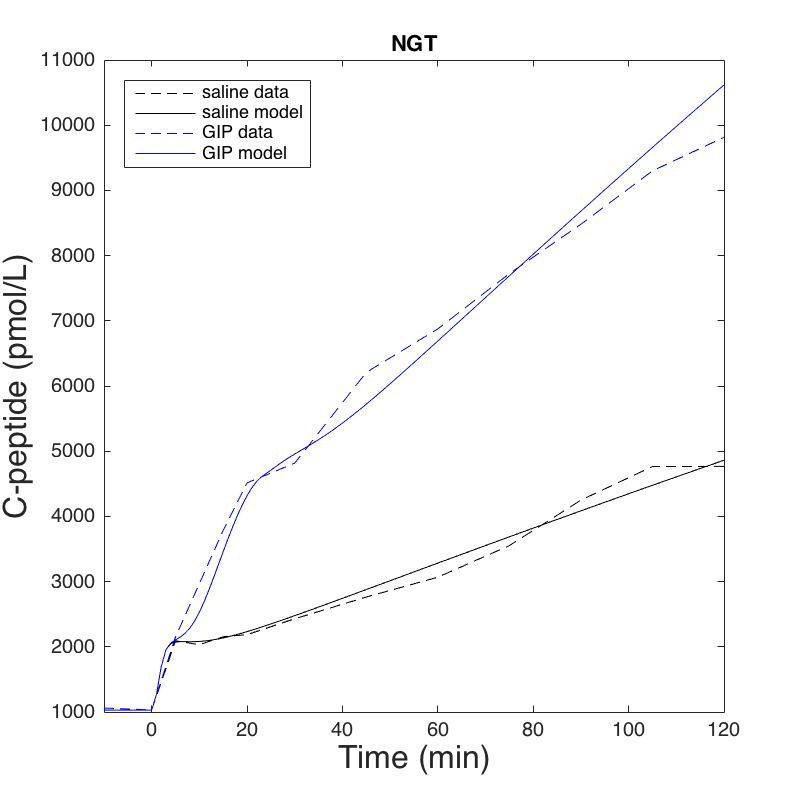 NGT
11000
10000
9000
8000
7000
6000
5000
4000
3000
2000
1000
saline data
saline model
GIP data
GIP model
C-peptide (pmol/L)
0 20 40 60 80 100 120
Time (min)